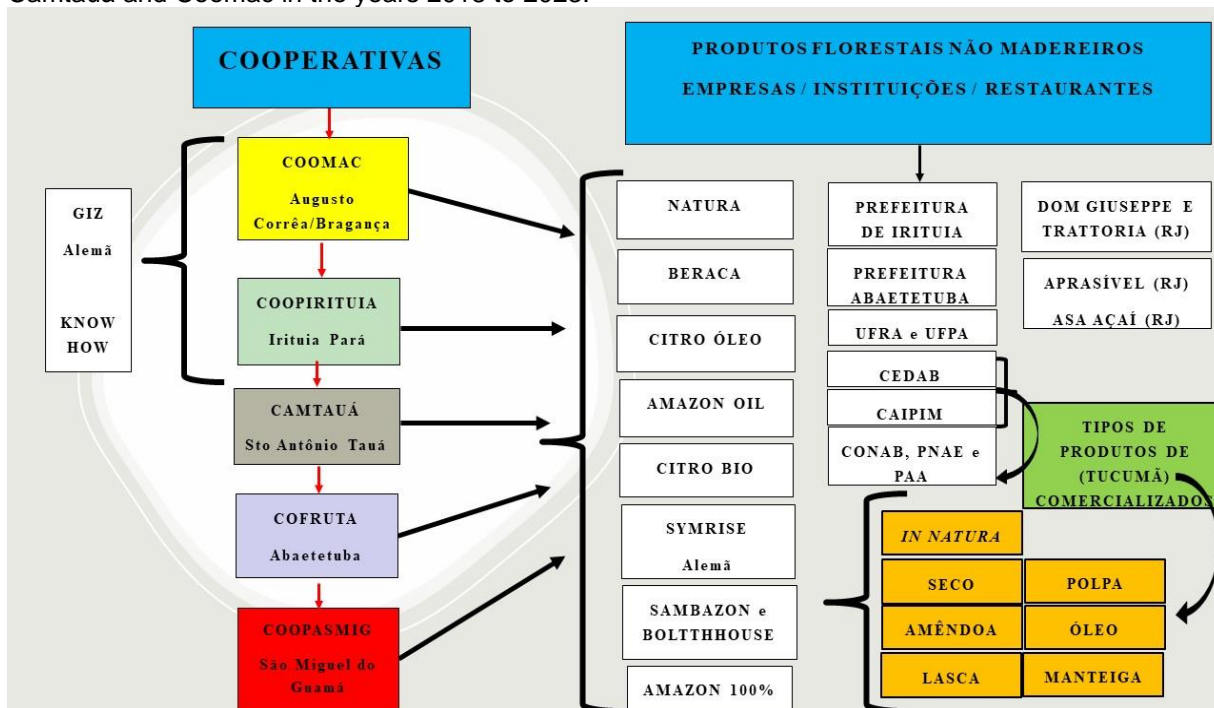 Camtauá and Coomac in the years 2018 to 2023.
COOPERATIVAS
PRODUTOS FLORESTAIS NÃO MADEREIROS
EMPRESAS / INSTITUIÇÕES / RESTAURANTES
GIZ
Alemã
KNOW
HOW
COOMAC
Augusto
Corrêa/Bragança
COOPIRITUIA
Irituia Pará
CAMTAUÁ
Sto Antônio Tauá
COFRUTA
Abaetetuba
COOPASMIG
São Miguel do
Guamá
NATURA
BERACA
CITRO ÓLEO
AMAZON OIL
CITRO BIO
SYMRISE
Alemã
SAMBAZON e
BOLTTHHOUSE
AMAZON 100%
PREFEITURA
DE IRITUIA
PREFEITURA
ABAETETUBA
UFRA e UFPA
CEDAB
CAIPIM
CONAB, PNAE e
PAA
DOM GIUSEPPE E
TRATTORIA (RJ)
APRASÍVEL (RJ)
ASA AÇAÍ (RJ)
TIPOS DE
PRODUTOS DE
(TUCUMÃ)
COMERCIALIZADOS
IN NATURA
SECO
POLPA
AMÊNDOA
ÓLEO
LASCA
MANTEIGA